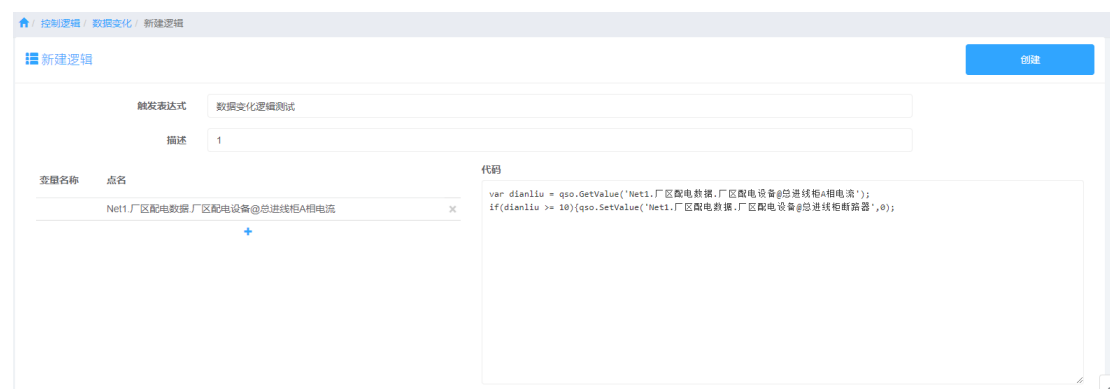 / 控制逻辑 / 数据变化 / 新建逻辑
新建逻辑
创建
触发表达式 数据变化逻辑测试
描述 1
变量名称 点名
Net1.厂区配电数据.厂区配电设备@总进线柜A相电流 ×
+
代码
var dianliu = qso.GetValue('Net1.厂区配电数据.厂区配电设备@总进线柜A相电流');
if(dianliu >= 10){qso.SetValue('Net1.厂区配电数据.厂区配电设备@总进线柜断路器',0);